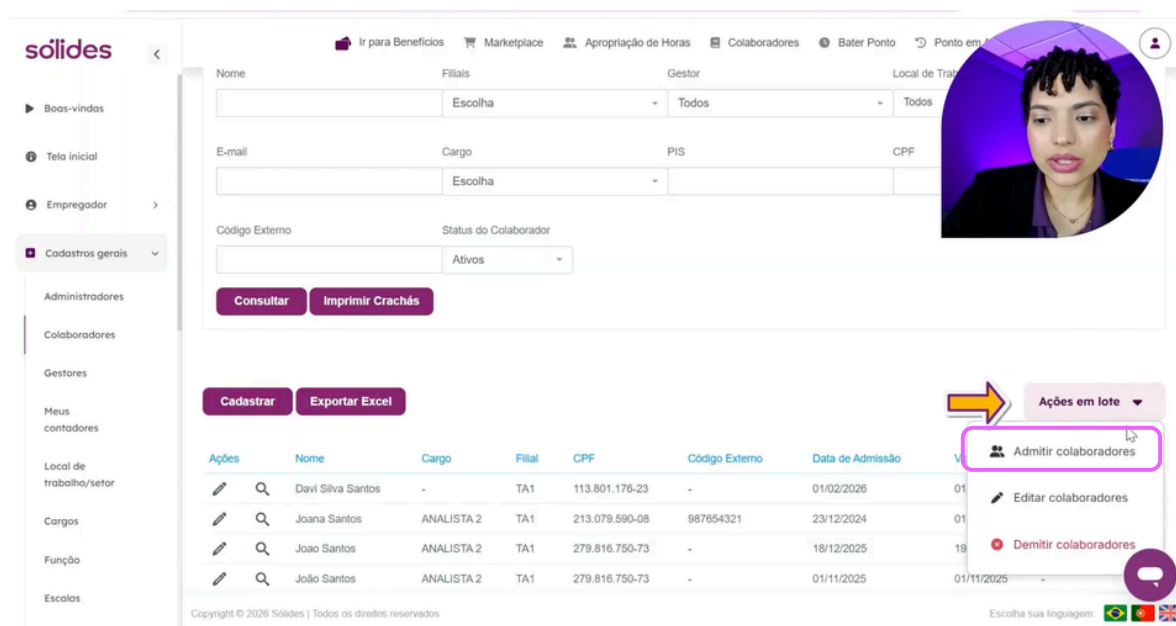 sólides
Ir para Benefícios
Marketplace
Apropriação de Horas
Colaboradores
Bater Ponto
Ponto em
Boas-vindas
Tela inicial
Empregador
Cadastros gerais
Administradores
Colaboradores
Gestores
Meus
contadores
Local de
trabalho/setor
Cargos
Função
Escalas
Nome
Filiais
Gestor
Local de Trab
Escolha
Todos
Todos
E-mail
Cargo
PIS
CPF
Escolha
Código Externo
Status do Colaborador
Ativos
Consultar
Imprimir Crachás
Cadastrar
Exportar Excel
Ações em lote
Admitir colaboradores
Editar colaboradores
Demitir colaboradores
Ações Nome Cargo Filial CPF Código Externo Data de Admissão
Davi Silva Santos - TA1 113.801.176-23 - 01/02/2026 01
Joana Santos ANALISTA 2 TA1 213.079.590-08 987654321 23/12/2024 01
Joao Santos ANALISTA 2 TA1 279.816.750-73 - 18/12/2025 19
João Santos ANALISTA 2 TA1 279.816.750-73 - 01/11/2025 01/11/2025 -
Copyright © 2026 Sólides | Todos os direitos reservados
Escolha sua linguagem: